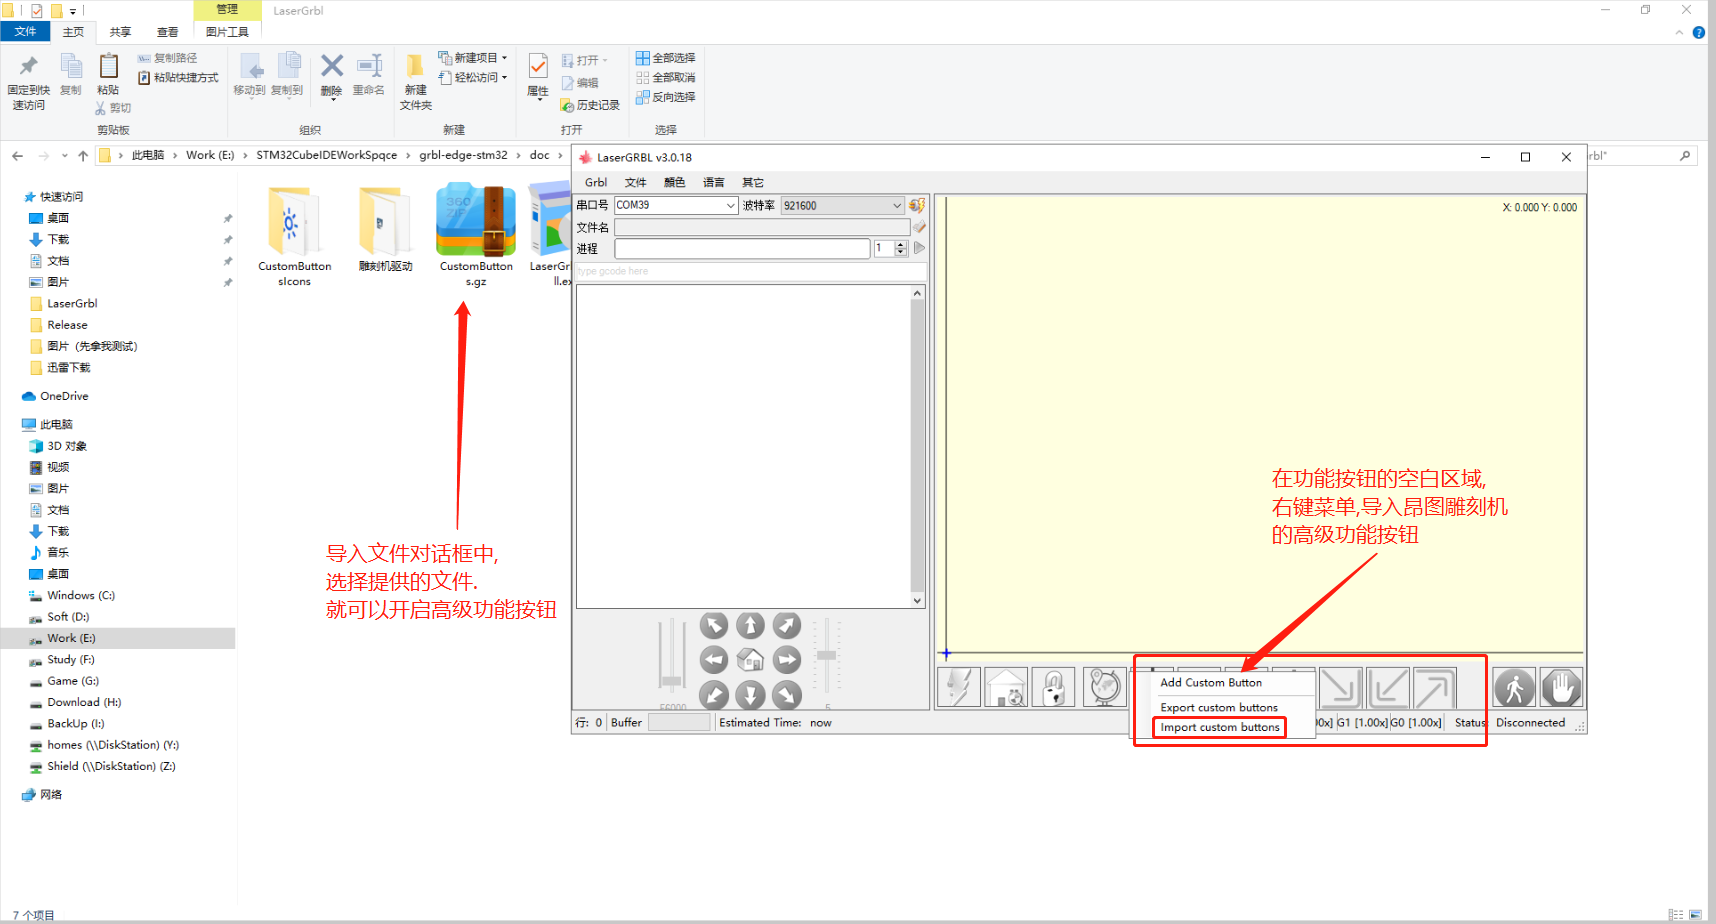 管理
LaserGrbl
文件 主页 共享 查看 图片工具
固定到快
速访问
复制
粘贴
复制路径
粘贴快捷方式
剪切
剪贴板
移动到 复制到 删除 重命名
组织
新建
文件夹
新建项目
轻松访问
新建
属性
打开
编辑
历史记录
打开
全部选择
全部取消
反向选择
选择
此电脑 › Work (E:) › STM32CubeIDEWorkSpqce › grbl-edge-stm32 › doc ›
rbl"
快速访问
桌面
下载
文档
图片
LaserGrbl
Release
图片（先拿我测试）
迅雷下载
OneDrive
此电脑
3D 对象
视频
图片
文档
下载
音乐
桌面
Windows (C:)
Soft (D:)
Work (E:)
Study (F:)
Game (G:)
Download (H:)
BackUp (I:)
homes (\\DiskStation) (Y:)
Shield (\\DiskStation) (Z:)
网络
7 个项目
CustomButton
sIcons
雕刻机驱动
360
ZIP
CustomButton
s.gz
LaserGr
ll.ex
导入文件对话框中,
选择提供的文件.
就可以开启高级功能按钮
LaserGRBL v3.0.18
Grbl 文件 颜色 语言 其它
串口号 COM39 波特率 921600
文件名
进程 1
type gcode here
X: 0.000 Y: 0.000
在功能按钮的空白区域,
右键菜单,导入昂图雕刻机
的高级功能按钮
F6000
5
Add Custom Button
Export custom buttons
Import custom buttons
行: 0 Buffer Estimated Time: now
0x] G1 [1.00x] G0 [1.00x] Status Disconnected